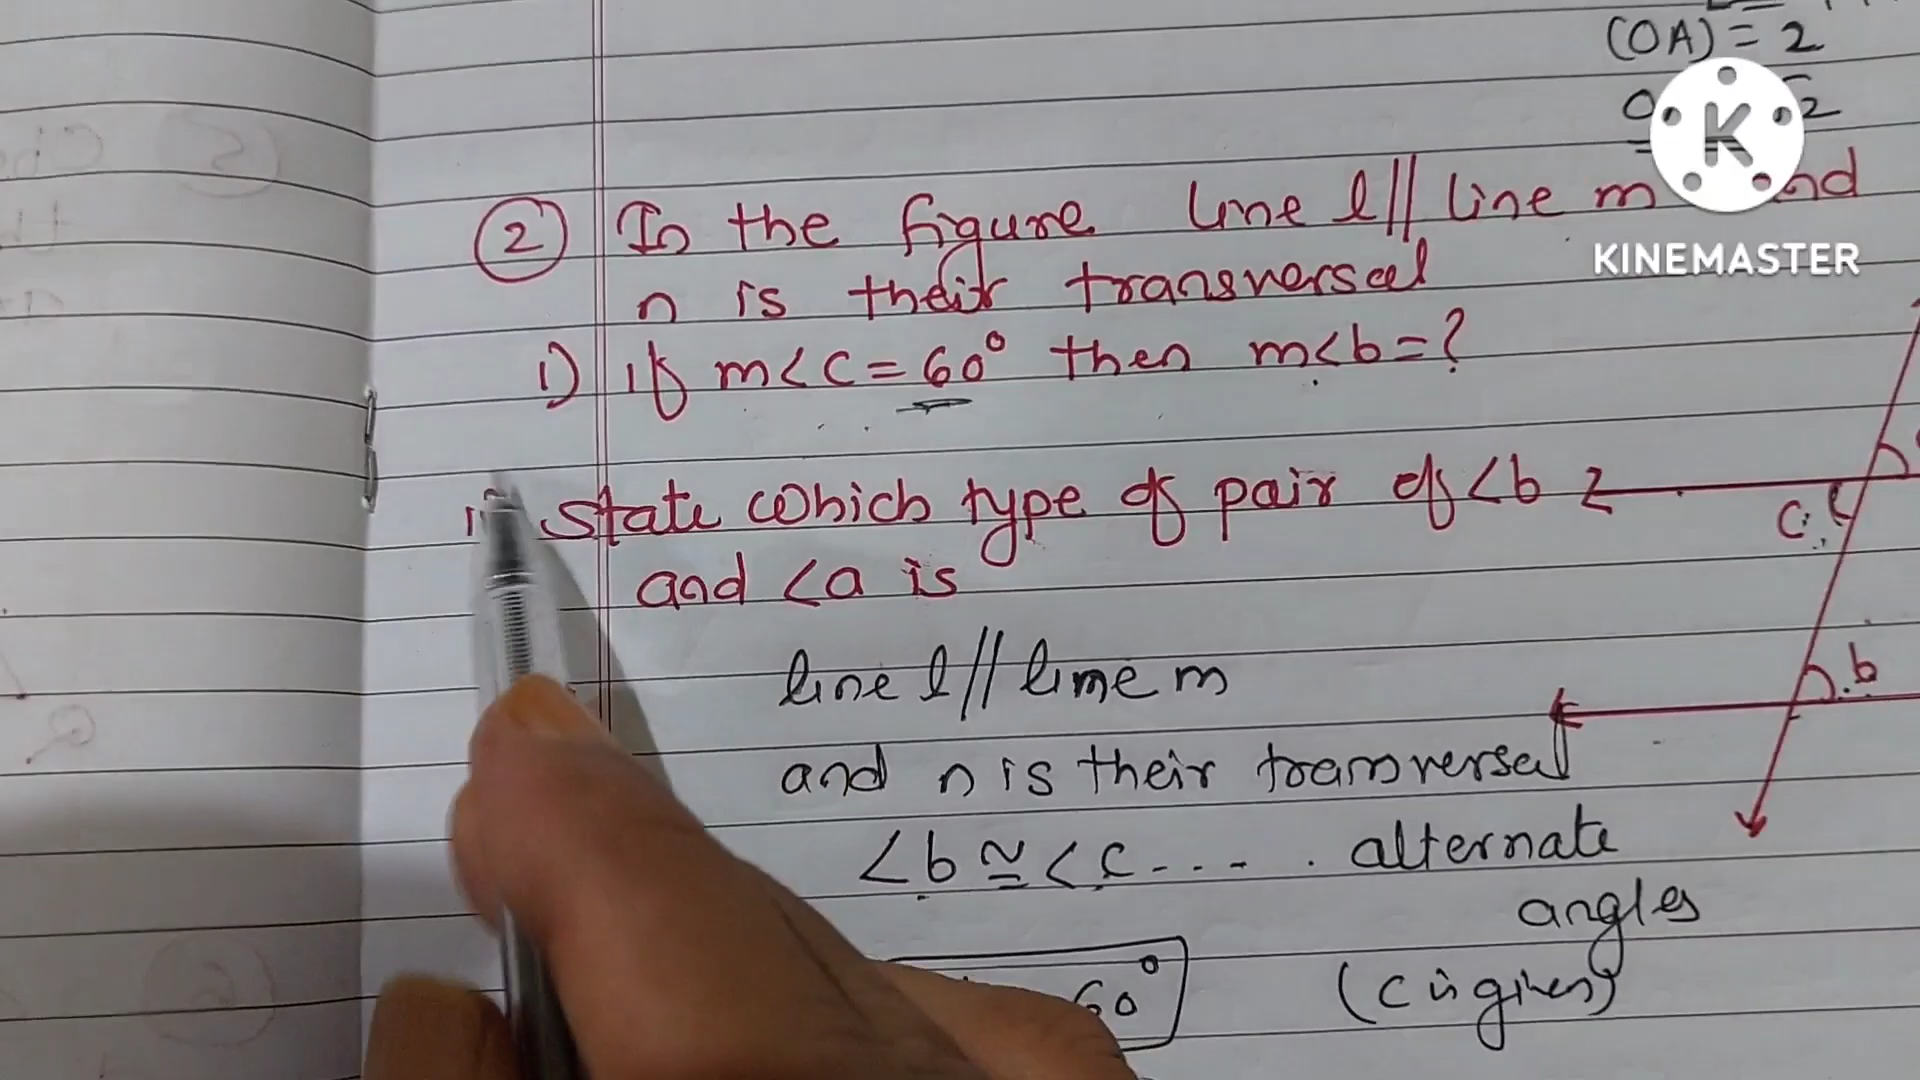 (OA) = 2
KINEMASTER
② In the figure line l // line m and
n is their transversal
i) if m<c = 60° then m<b = ?
state which type of pair of <b
and <a is
line l // line m
and n is their transversal
<b ≅ <c - - - . alternate
angles
60° (c is given)
c
b